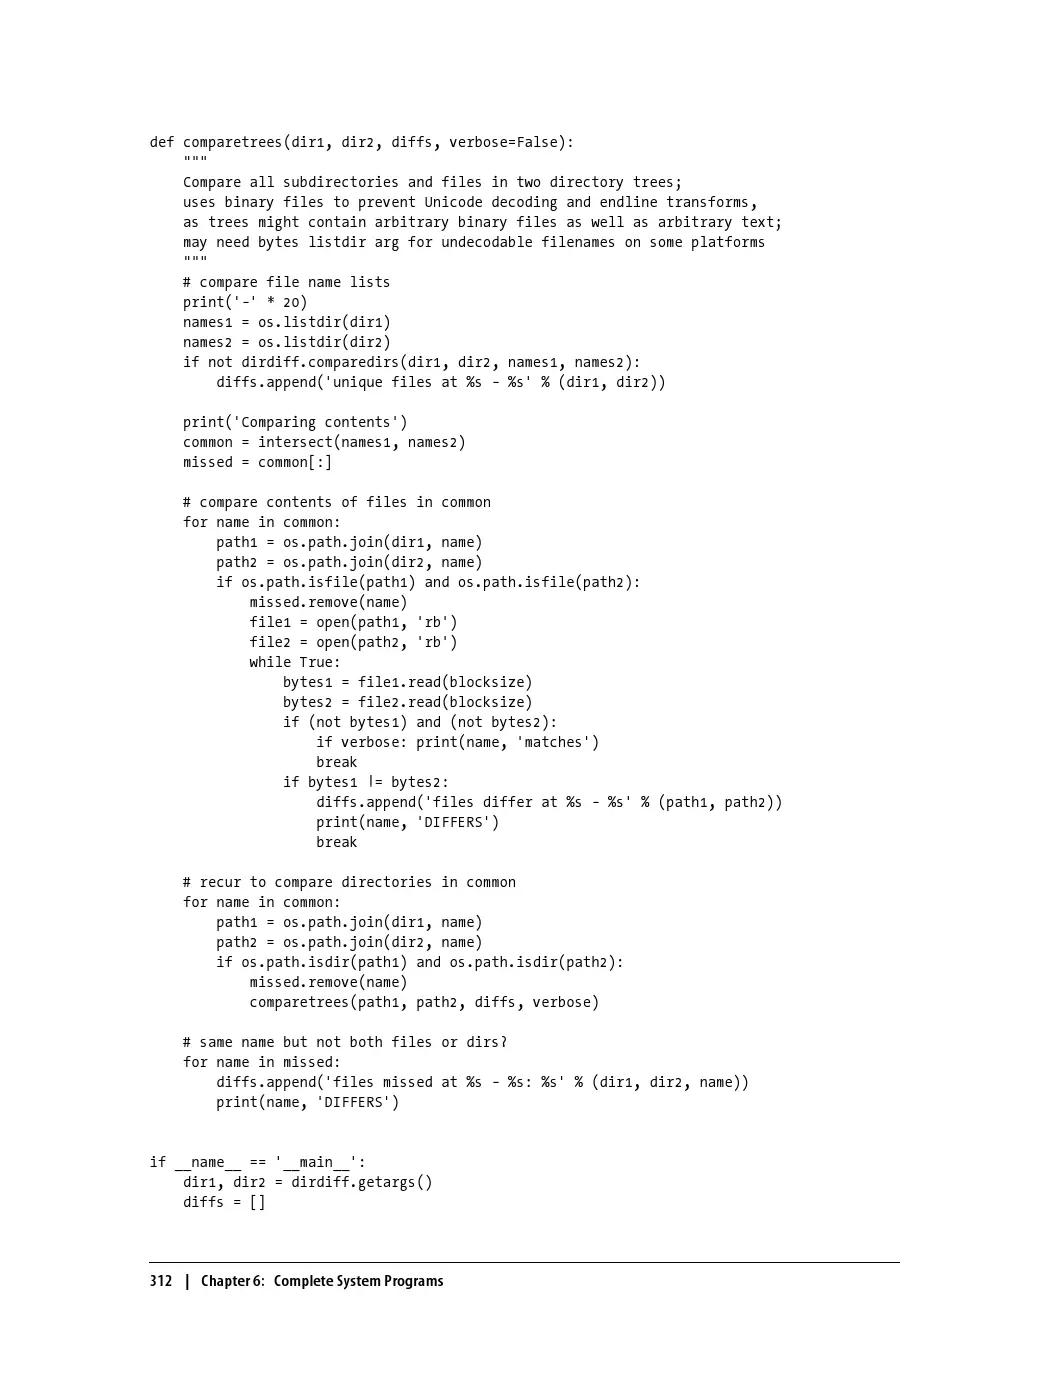 def comparetrees(dir1, dir2, diffs, verbose=False):
    """
    Compare all subdirectories and files in two directory trees;
    uses binary files to prevent Unicode decoding and endline transforms,
    as trees might contain arbitrary binary files as well as arbitrary text;
    may need bytes listdir arg for undecodable filenames on some platforms
    """
    # compare file name lists
    print('-' * 20)
    names1 = os.listdir(dir1)
    names2 = os.listdir(dir2)
    if not dirdiff.comparedirs(dir1, dir2, names1, names2):
        diffs.append('unique files at %s - %s' % (dir1, dir2))

    print('Comparing contents')
    common = intersect(names1, names2)
    missed = common[:]

    # compare contents of files in common
    for name in common:
        path1 = os.path.join(dir1, name)
        path2 = os.path.join(dir2, name)
        if os.path.isfile(path1) and os.path.isfile(path2):
            missed.remove(name)
            file1 = open(path1, 'rb')
            file2 = open(path2, 'rb')
            while True:
                bytes1 = file1.read(blocksize)
                bytes2 = file2.read(blocksize)
                if (not bytes1) and (not bytes2):
                    if verbose: print(name, 'matches')
                    break
                if bytes1 != bytes2:
                    diffs.append('files differ at %s - %s' % (path1, path2))
                    print(name, 'DIFFERS')
                    break

    # recur to compare directories in common
    for name in common:
        path1 = os.path.join(dir1, name)
        path2 = os.path.join(dir2, name)
        if os.path.isdir(path1) and os.path.isdir(path2):
            missed.remove(name)
            comparetrees(path1, path2, diffs, verbose)

    # same name but not both files or dirs?
    for name in missed:
        diffs.append('files missed at %s - %s: %s' % (dir1, dir2, name))
        print(name, 'DIFFERS')


if __name__ == '__main__':
    dir1, dir2 = dirdiff.getargs()
    diffs = []

312 | Chapter 6: Complete System Programs